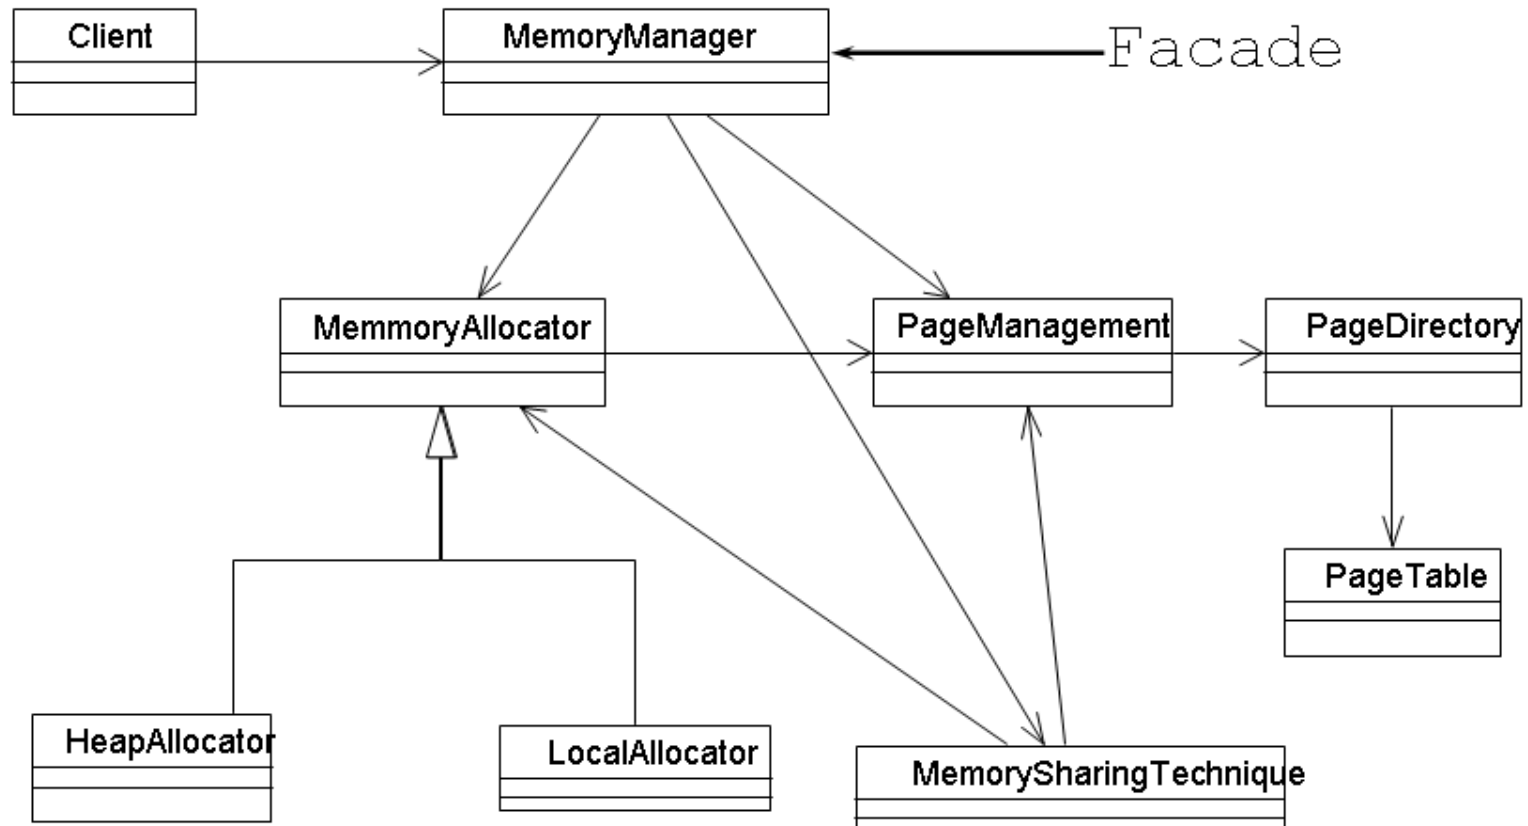 Client
MemoryManager
Facade
MemmoryAllocator
PageManagement
PageDirectory
PageTable
HeapAllocator
LocalAllocator
MemorySharingTechnique